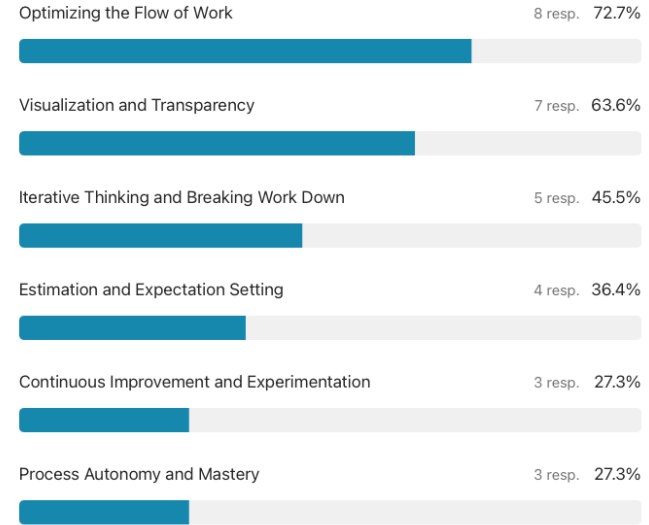 Optimizing the Flow of Work 8 resp. 72.7%
Visualization and Transparency 7 resp. 63.6%
Iterative Thinking and Breaking Work Down 5 resp. 45.5%
Estimation and Expectation Setting 4 resp. 36.4%
Continuous Improvement and Experimentation 3 resp. 27.3%
Process Autonomy and Mastery 3 resp. 27.3%